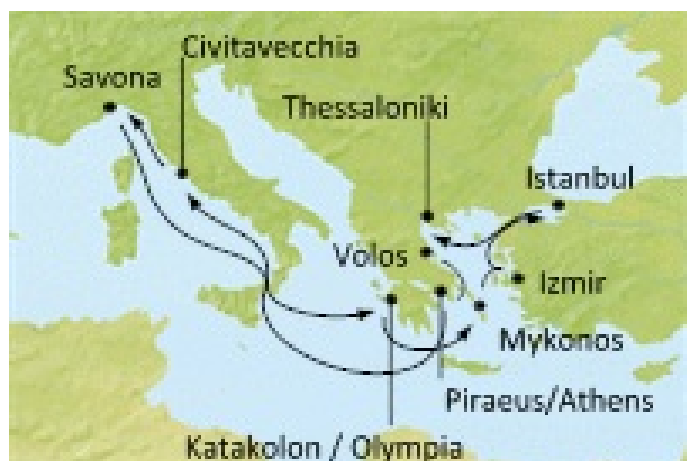 Civitavecchia
Savona
Thessaloniki
Istanbul
Volos
Izmir
Mykonos
Piraeus/Athens
Katakolon / Olympia